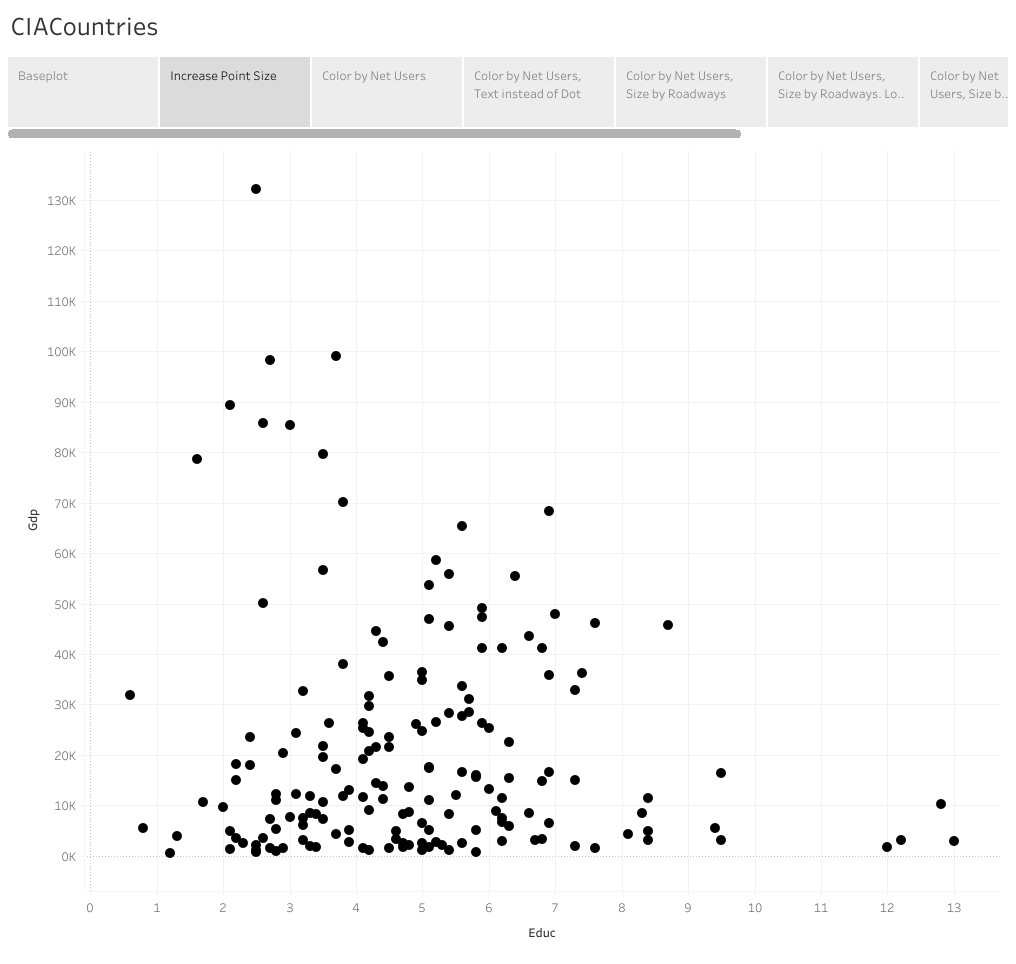 CIACountries
Baseplot
Increase Point Size
Color by Net Users
Color by Net Users,
Text instead of Dot
Color by Net Users,
Size by Roadways
Color by Net Users,
Size by Roadways. Lo..
Color by Net
Users, Size b..
130K
120K
110K
100K
90K
80K
70K
60K
50K
40K
30K
20K
10K
0K
Gdp
0 1 2 3 4 5 6 7 8 9 10 11 12 13
Educ